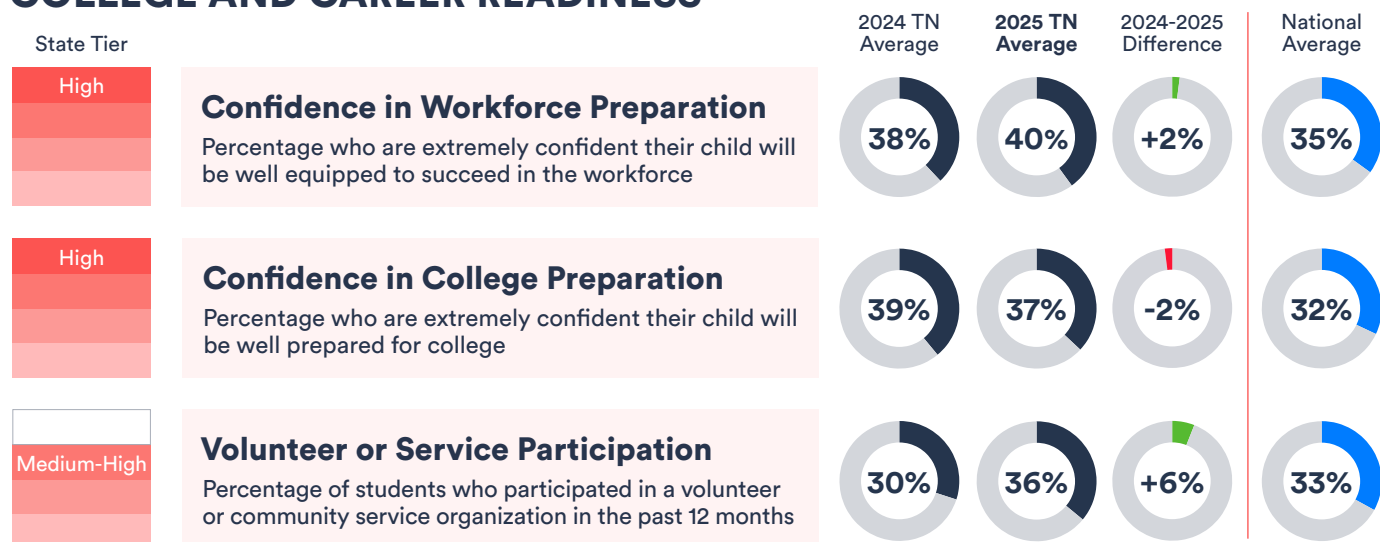 COLLEGE AND CAREER READINESS
State Tier
2024 TN
Average
2025 TN
Average
2024-2025
Difference
National
Average
High
Confidence in Workforce Preparation
Percentage who are extremely confident their child will
be well equipped to succeed in the workforce
38%
40%
+2%
35%
High
Confidence in College Preparation
Percentage who are extremely confident their child will
be well prepared for college
39%
37%
-2%
32%
Medium-High
Volunteer or Service Participation
Percentage of students who participated in a volunteer
or community service organization in the past 12 months
30%
36%
+6%
33%